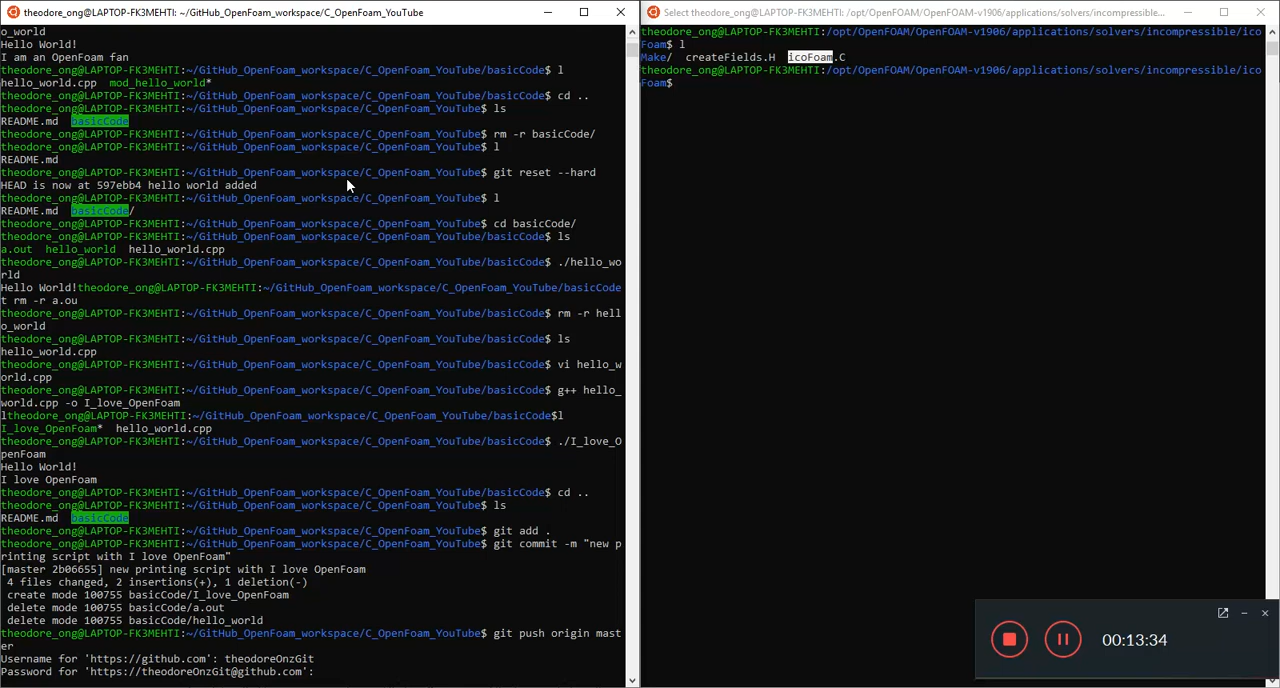 theodore_ong@LAPTOP-FK3MEHTI: ~/GitHub_OpenFoam_workspace/C_OpenFoam_YouTube
o_world
Hello World!
I am an OpenFoam fan
theodore_ong@LAPTOP-FK3MEHTI:~/GitHub_OpenFoam_workspace/C_OpenFoam_YouTube/basicCode$ l
hello_world.cpp  mod_hello_world*
theodore_ong@LAPTOP-FK3MEHTI:~/GitHub_OpenFoam_workspace/C_OpenFoam_YouTube/basicCode$ cd ..
theodore_ong@LAPTOP-FK3MEHTI:~/GitHub_OpenFoam_workspace/C_OpenFoam_YouTube$ ls
README.md  basicCode
theodore_ong@LAPTOP-FK3MEHTI:~/GitHub_OpenFoam_workspace/C_OpenFoam_YouTube$ rm -r basicCode/
theodore_ong@LAPTOP-FK3MEHTI:~/GitHub_OpenFoam_workspace/C_OpenFoam_YouTube$ l
README.md
theodore_ong@LAPTOP-FK3MEHTI:~/GitHub_OpenFoam_workspace/C_OpenFoam_YouTube$ git reset --hard
HEAD is now at 597ebb4 hello world added
theodore_ong@LAPTOP-FK3MEHTI:~/GitHub_OpenFoam_workspace/C_OpenFoam_YouTube$ l
README.md  basicCode/
theodore_ong@LAPTOP-FK3MEHTI:~/GitHub_OpenFoam_workspace/C_OpenFoam_YouTube$ cd basicCode/
theodore_ong@LAPTOP-FK3MEHTI:~/GitHub_OpenFoam_workspace/C_OpenFoam_YouTube/basicCode$ ls
a.out  hello_world  hello_world.cpp
theodore_ong@LAPTOP-FK3MEHTI:~/GitHub_OpenFoam_workspace/C_OpenFoam_YouTube/basicCode$ ./hello_wo
rld
Hello World!theodore_ong@LAPTOP-FK3MEHTI:~/GitHub_OpenFoam_workspace/C_OpenFoam_YouTube/basicCode
t rm -r a.ou
theodore_ong@LAPTOP-FK3MEHTI:~/GitHub_OpenFoam_workspace/C_OpenFoam_YouTube/basicCode$ rm -r hell
o_world
theodore_ong@LAPTOP-FK3MEHTI:~/GitHub_OpenFoam_workspace/C_OpenFoam_YouTube/basicCode$ ls
hello_world.cpp
theodore_ong@LAPTOP-FK3MEHTI:~/GitHub_OpenFoam_workspace/C_OpenFoam_YouTube/basicCode$ vi hello_w
orld.cpp
theodore_ong@LAPTOP-FK3MEHTI:~/GitHub_OpenFoam_workspace/C_OpenFoam_YouTube/basicCode$ g++ hello_
world.cpp -o I_love_OpenFoam
ltheodore_ong@LAPTOP-FK3MEHTI:~/GitHub_OpenFoam_workspace/C_OpenFoam_YouTube/basicCode$l
I_love_OpenFoam*  hello_world.cpp
theodore_ong@LAPTOP-FK3MEHTI:~/GitHub_OpenFoam_workspace/C_OpenFoam_YouTube/basicCode$ ./I_love_O
penFoam
Hello World!
I love OpenFoam
theodore_ong@LAPTOP-FK3MEHTI:~/GitHub_OpenFoam_workspace/C_OpenFoam_YouTube/basicCode$ cd ..
theodore_ong@LAPTOP-FK3MEHTI:~/GitHub_OpenFoam_workspace/C_OpenFoam_YouTube$ ls
README.md  basicCode
theodore_ong@LAPTOP-FK3MEHTI:~/GitHub_OpenFoam_workspace/C_OpenFoam_YouTube$ git add .
theodore_ong@LAPTOP-FK3MEHTI:~/GitHub_OpenFoam_workspace/C_OpenFoam_YouTube$ git commit -m "new p
rinting script with I love OpenFoam"
[master 2b06655] new printing script with I love OpenFoam
 4 files changed, 2 insertions(+), 1 deletion(-)
 create mode 100755 basicCode/I_love_OpenFoam
 delete mode 100755 basicCode/a.out
 delete mode 100755 basicCode/hello_world
theodore_ong@LAPTOP-FK3MEHTI:~/GitHub_OpenFoam_workspace/C_OpenFoam_YouTube$ git push origin mast
er
Username for 'https://github.com': theodoreOnzGit
Password for 'https://theodoreOnzGit@github.com':
Select theodore_ong@LAPTOP-FK3MEHTI: /opt/OpenFOAM/OpenFOAM-v1906/applications/solvers/incompressible...
theodore_ong@LAPTOP-FK3MEHTI:/opt/OpenFOAM/OpenFOAM-v1906/applications/solvers/incompressible/ico
Foam$ l
Make/  createFields.H  icoFoam.C
theodore_ong@LAPTOP-FK3MEHTI:/opt/OpenFOAM/OpenFOAM-v1906/applications/solvers/incompressible/ico
Foam$
00:13:34